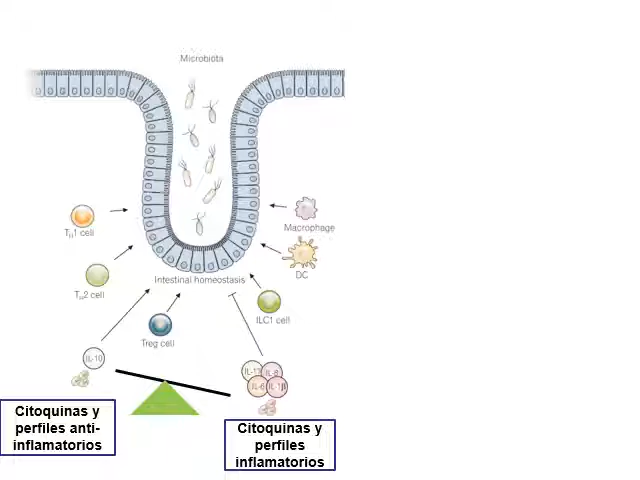 Microbiota
Macrophage
TH1 cell
DC
Intestinal homeostasis
TH2 cell
ILC1 cell
Treg cell
IL-10
IL-6
IL-1β
Citoquinas y
perfiles anti-
inflamatorios
Citoquinas y
perfiles
inflamatorios